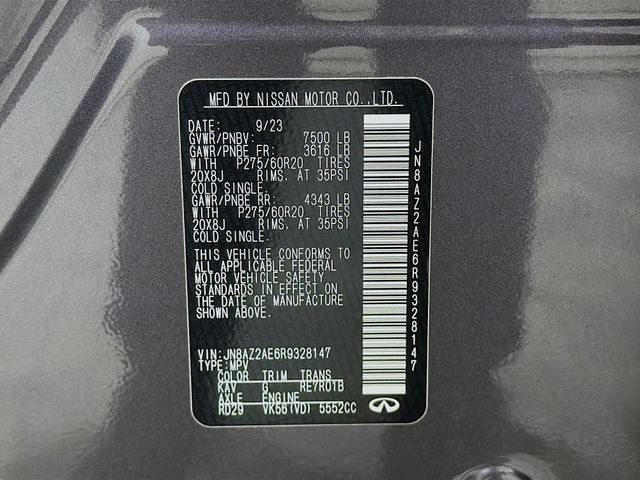 MFD BY NISSAN MOTOR CO.,LTD.
DATE: 9/23
GVWR/PNBV: 7500 LB
GAWR/PNBE FR: 3616 LB
WITH P275/60R20 TIRES
20X8J RIMS, AT 35PSI
COLD SINGLE.
GAWR/PNBE RR: 4343 LB
WITH P275/60R20 TIRES
20X8J RIMS, AT 35PSI
COLD SINGLE.
THIS VEHICLE CONFORMS TO
ALL APPLICABLE FEDERAL
MOTOR VEHICLE SAFETY
STANDARDS IN EFFECT ON
THE DATE OF MANUFACTURE
SHOWN ABOVE.
VIN:JN8AZ2AE6R9328147
TYPE:MPV
COLOR TRIM TRANS
KAV G RE7R01B
AXLE ENGINE
RD29 VK56(VD) 5552CC
JN8AZ2AE6R9328147